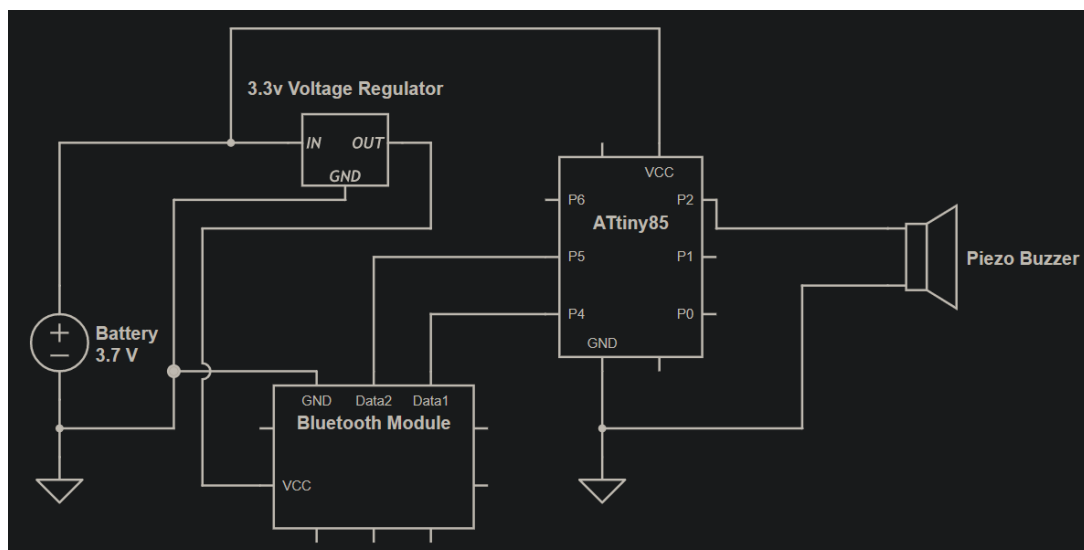 3.3v Voltage Regulator
IN
OUT
GND
VCC
P6
P2
ATtiny85
P5
P1
Piezo Buzzer
P4
P0
GND
+
Battery
−
3.7 V
GND
Data2
Data1
Bluetooth Module
VCC